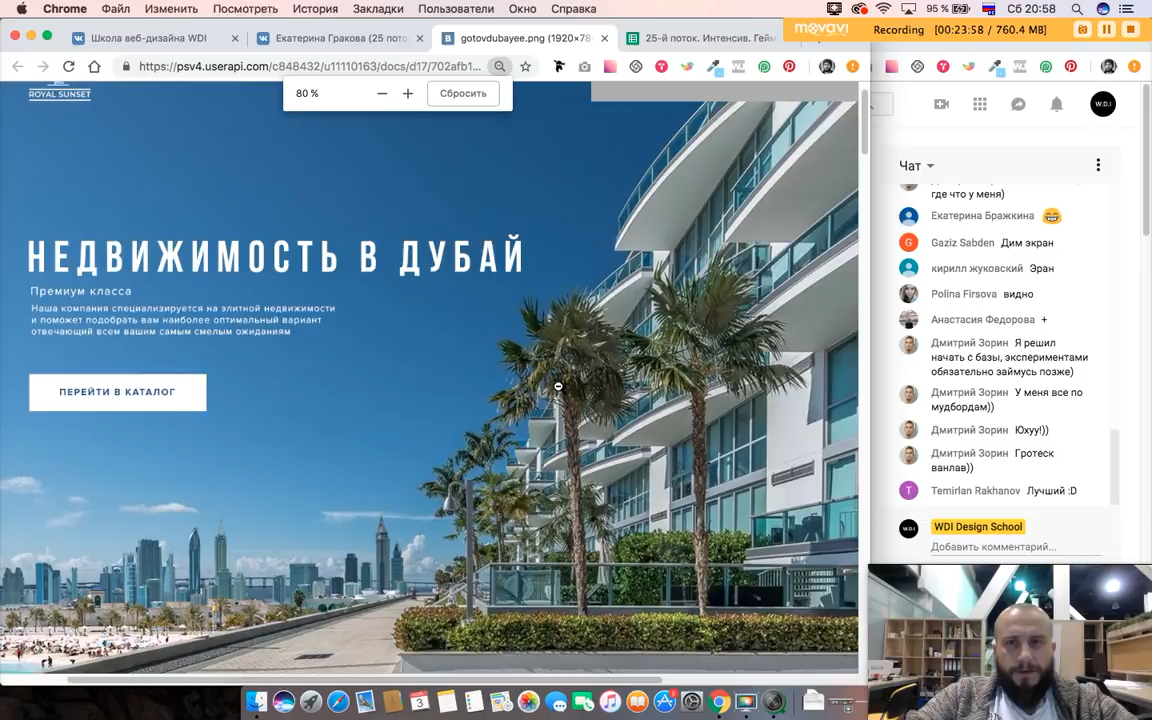 Chrome Файл Изменить Посмотреть История Закладки Пользователи Окно Справка
95 % Сб 20:58
movavi Recording (00:23:58 / 760.4 MB)
Школа веб-дизайна WDI
Екатерина Гракова (25 пото
gotovdubayee.png (1920×78
25-й поток. Интенсив. Гейм
https://psv4.userapi.com/c848432/u11110163/docs/d17/702afb1...
80 % Сбросить
ROYAL SUNSET
НЕДВИЖИМОСТЬ В ДУБАЙ
Премиум класса
Наша компания специализируется на элитной недвижимости
и поможет подобрать вам наиболее оптимальный вариант
отвечающий всем вашим самым смелым ожиданиям
ПЕРЕЙТИ В КАТАЛОГ
W.D.I
Чат
где что у меня)
Екатерина Бражкина 😁
G Gaziz Sabden Дим экран
кирилл жуковский Эран
Polina Firsova видно
Анастасия Федорова +
Дмитрий Зорин Я решил
начать с базы, экспериментами
обязательно займусь позже)
Дмитрий Зорин У меня все по
мудбордам))
Дмитрий Зорин Юхуу!))
Дмитрий Зорин Гротеск
ванлав))
T Temirlan Rakhanov Лучший :D
W.D.I WDI Design School
Добавить комментарий...
3